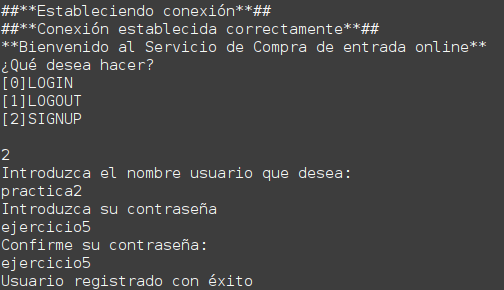 ##**Estableciendo conexión**##
##**Conexión establecida correctamente**##
**Bienvenido al Servicio de Compra de entrada online**
¿Qué desea hacer?
[0]LOGIN
[1]LOGOUT
[2]SIGNUP
2
Introduzca el nombre usuario que desea:
practica2
Introduzca su contraseña
ejercicio5
Confirme su contraseña:
ejercicio5
Usuario registrado con éxito